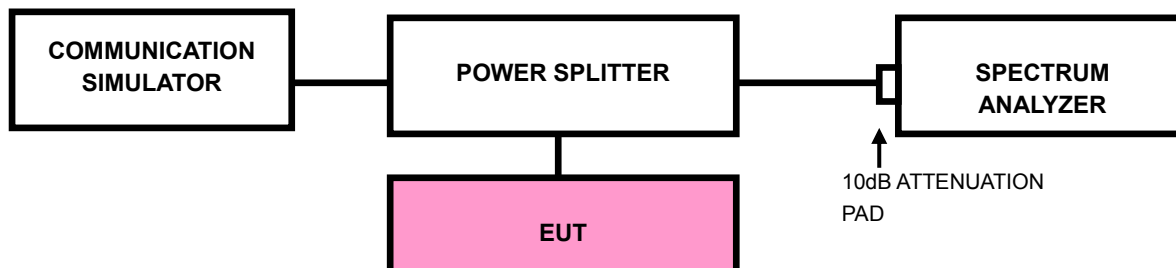 COMMUNICATION
SIMULATOR
POWER SPLITTER
SPECTRUM
ANALYZER
10dB ATTENUATION
PAD
EUT